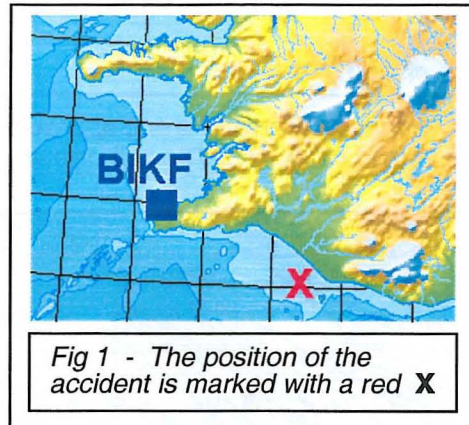 BIKF
X
Fig 1 - The position of the
accident is marked with a red X